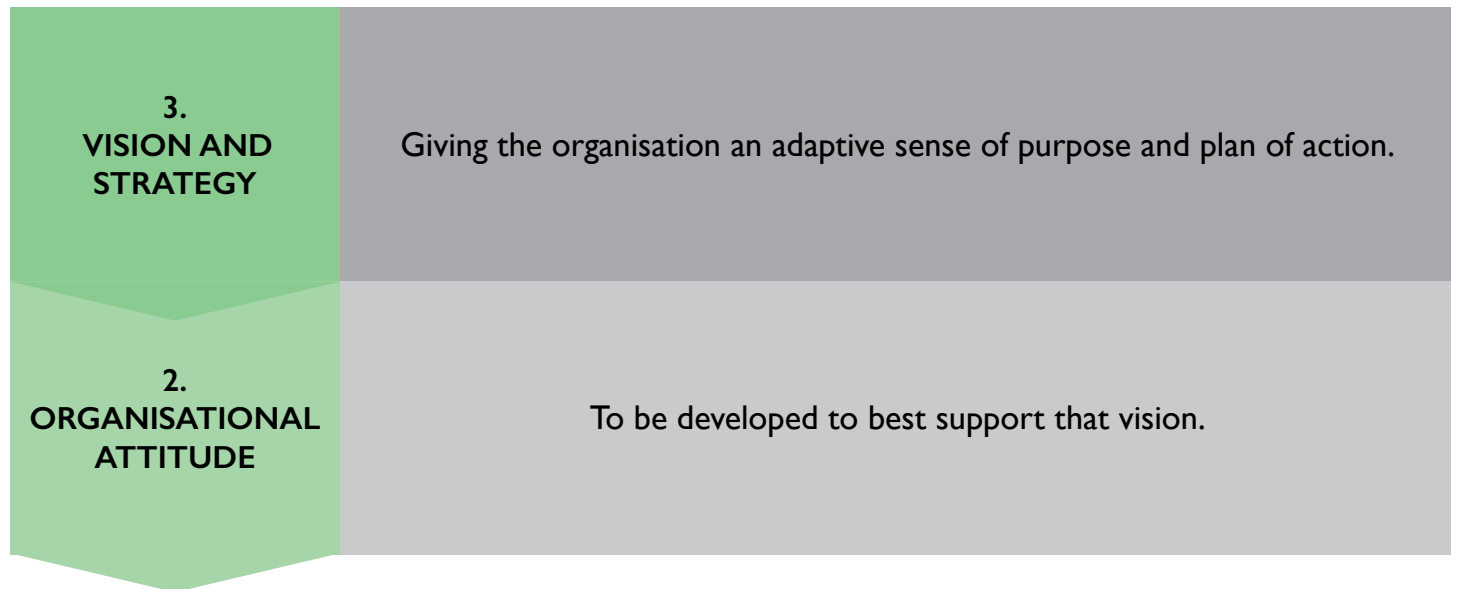 3.
VISION AND
STRATEGY
Giving the organisation an adaptive sense of purpose and plan of action.
2.
ORGANISATIONAL
ATTITUDE
To be developed to best support that vision.